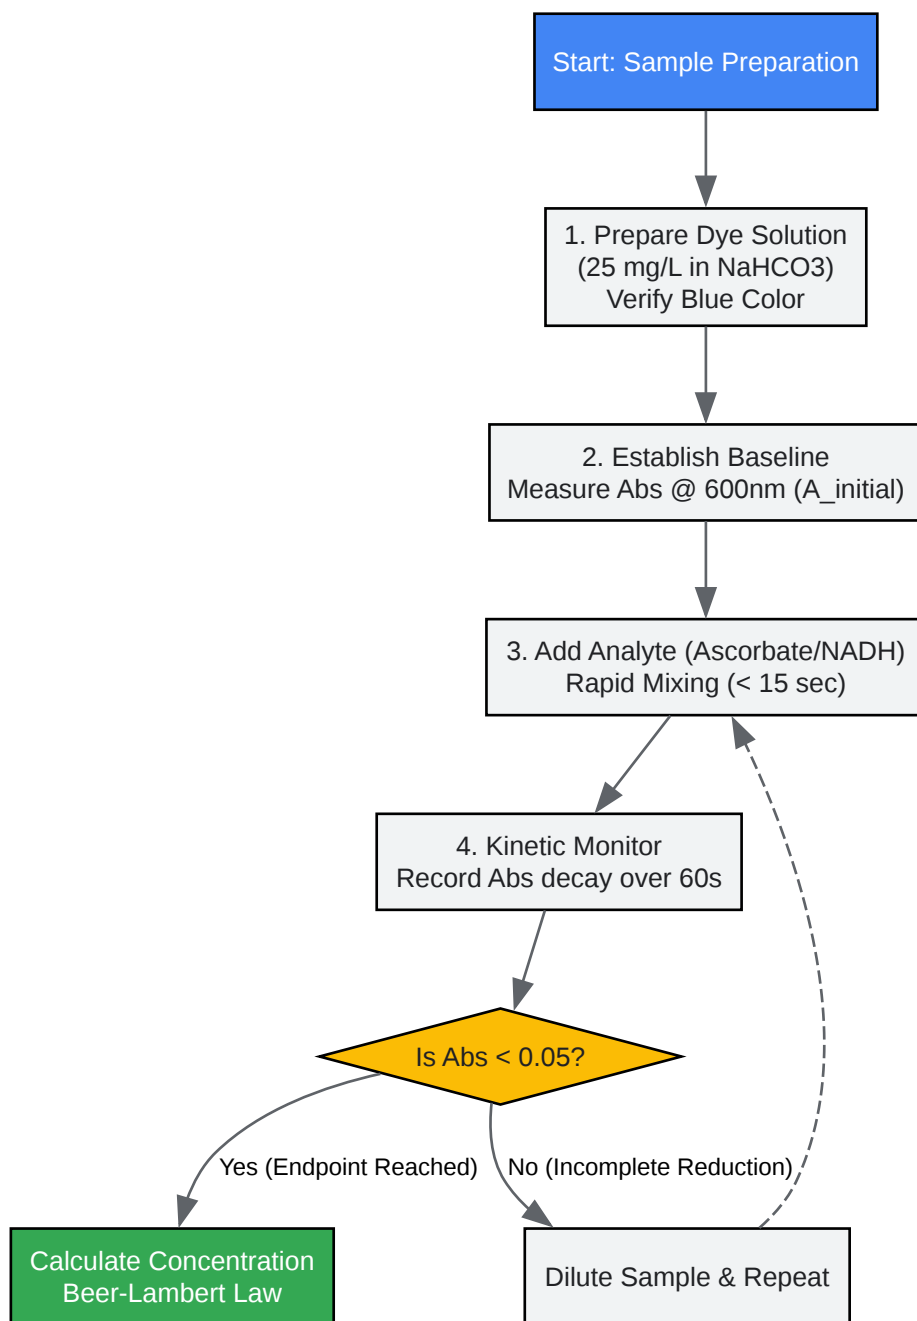 Start: Sample Preparation
1. Prepare Dye Solution
(25 mg/L in NaHCO3)
Verify Blue Color
2. Establish Baseline
Measure Abs @ 600nm (A_initial)
3. Add Analyte (Ascorbate/NADH)
Rapid Mixing (< 15 sec)
4. Kinetic Monitor
Record Abs decay over 60s
Is Abs < 0.05?
Yes (Endpoint Reached)
No (Incomplete Reduction)
Calculate Concentration
Beer-Lambert Law
Dilute Sample & Repeat